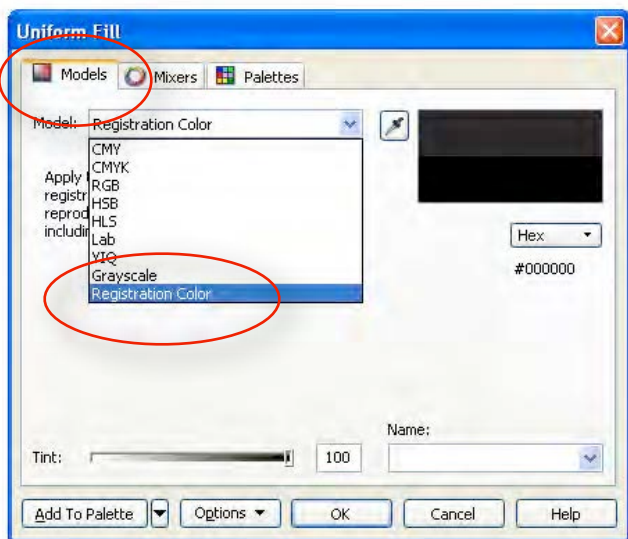 Uniform Fill
Models Mixers Palettes
Model: Registration Color
CMY
CMYK
Apply
RGB
registr
HSB
reprod
HLS
includin
Lab
YIQ
Grayscale
Registration Color
Hex
#000000
Name:
Tint: 100
Add To Palette Options OK Cancel Help